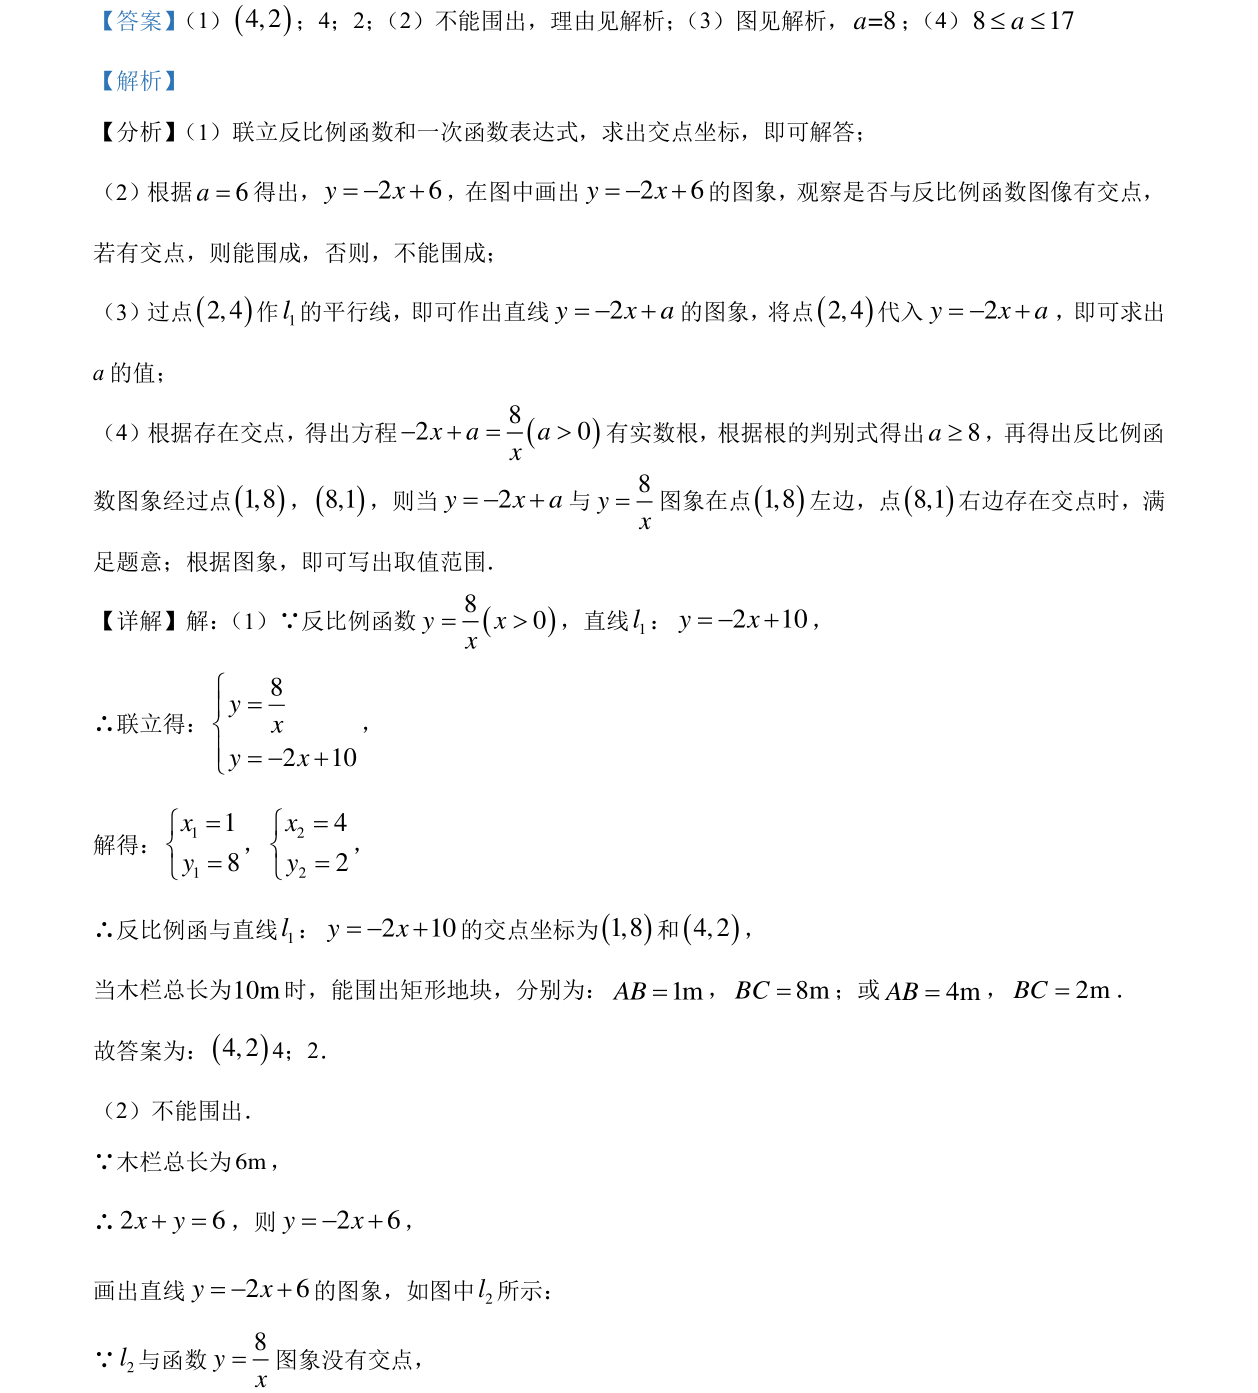 【答案】（1）(4,2)；4；2；（2）不能围出，理由见解析；（3）图见解析，a=8；（4）8≤a≤17
【解析】
【分析】（1）联立反比例函数和一次函数表达式，求出交点坐标，即可解答；
（2）根据a=6得出，y=−2x+6，在图中画出y=−2x+6的图象，观察是否与反比例函数图像有交点，
若有交点，则能围成，否则，不能围成；
（3）过点(2,4)作l₁的平行线，即可作出直线y=−2x+a的图象，将点(2,4)代入y=−2x+a，即可求出
a的值；
（4）根据存在交点，得出方程−2x+a=8/x(a>0)有实数根，根据根的判别式得出a≥8，再得出反比例函
数图象经过点(1,8)，(8,1)，则当y=−2x+a与y=8/x图象在点(1,8)左边，点(8,1)右边存在交点时，满
足题意；根据图象，即可写出取值范围．
【详解】解：（1）∵反比例函数y=8/x(x>0)，直线l₁：y=−2x+10，
∴联立得：{y=8/x y=−2x+10，
解得：{x₁=1 y₁=8，{x₂=4 y₂=2，
∴反比例函与直线l₁：y=−2x+10的交点坐标为(1,8)和(4,2)，
当木栏总长为10m时，能围出矩形地块，分别为：AB=1m，BC=8m；或AB=4m，BC=2m．
故答案为：(4,2)4；2．
（2）不能围出．
∵木栏总长为6m，
∴2x+y=6，则y=−2x+6，
画出直线y=−2x+6的图象，如图中l₂所示：
∵l₂与函数y=8/x图象没有交点，